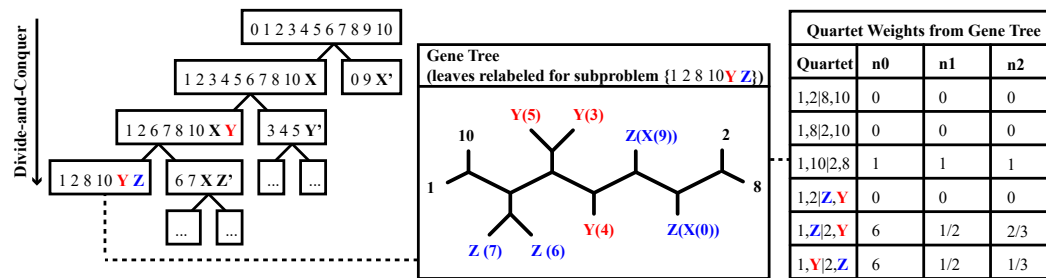 Divide-and-Conquer
0 1 2 3 4 5 6 7 8 9 10
1 2 3 4 5 6 7 8 10 X
0 9 X'
1 2 6 7 8 10 X Y
3 4 5 Y'
1 2 8 10 Y Z
6 7 X Z'
... ...
... ...
Gene Tree
(leaves relabeled for subproblem {1 2 8 10 Y Z})
Y(5) Y(3)
10 Z(X(9)) 2
1 8
Y(4) Z(X(0))
Z (7) Z (6)
Quartet Weights from Gene Tree
Quartet n0 n1 n2
1,2|8,10 0 0 0
1,8|2,10 0 0 0
1,10|2,8 1 1 1
1,2|Z,Y 0 0 0
1,Z|2,Y 6 1/2 2/3
1,Y|2,Z 6 1/2 1/3